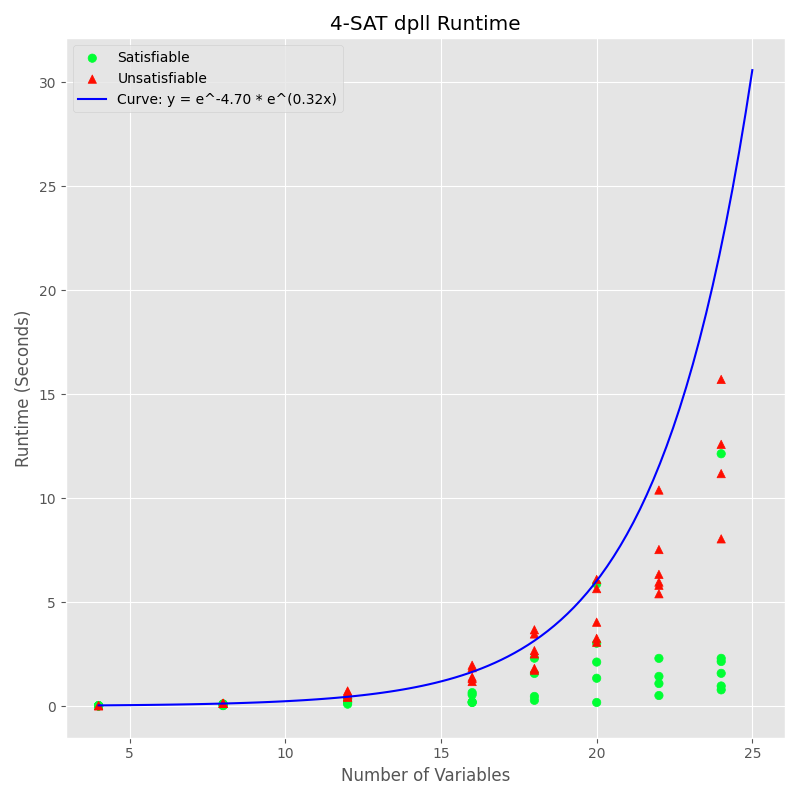 4-SAT dpll Runtime
Satisfiable
Unsatisfiable
Curve: y = e^-4.70 * e^(0.32x)
Runtime (Seconds)
30
25
20
15
10
5
0
5 10 15 20 25
Number of Variables